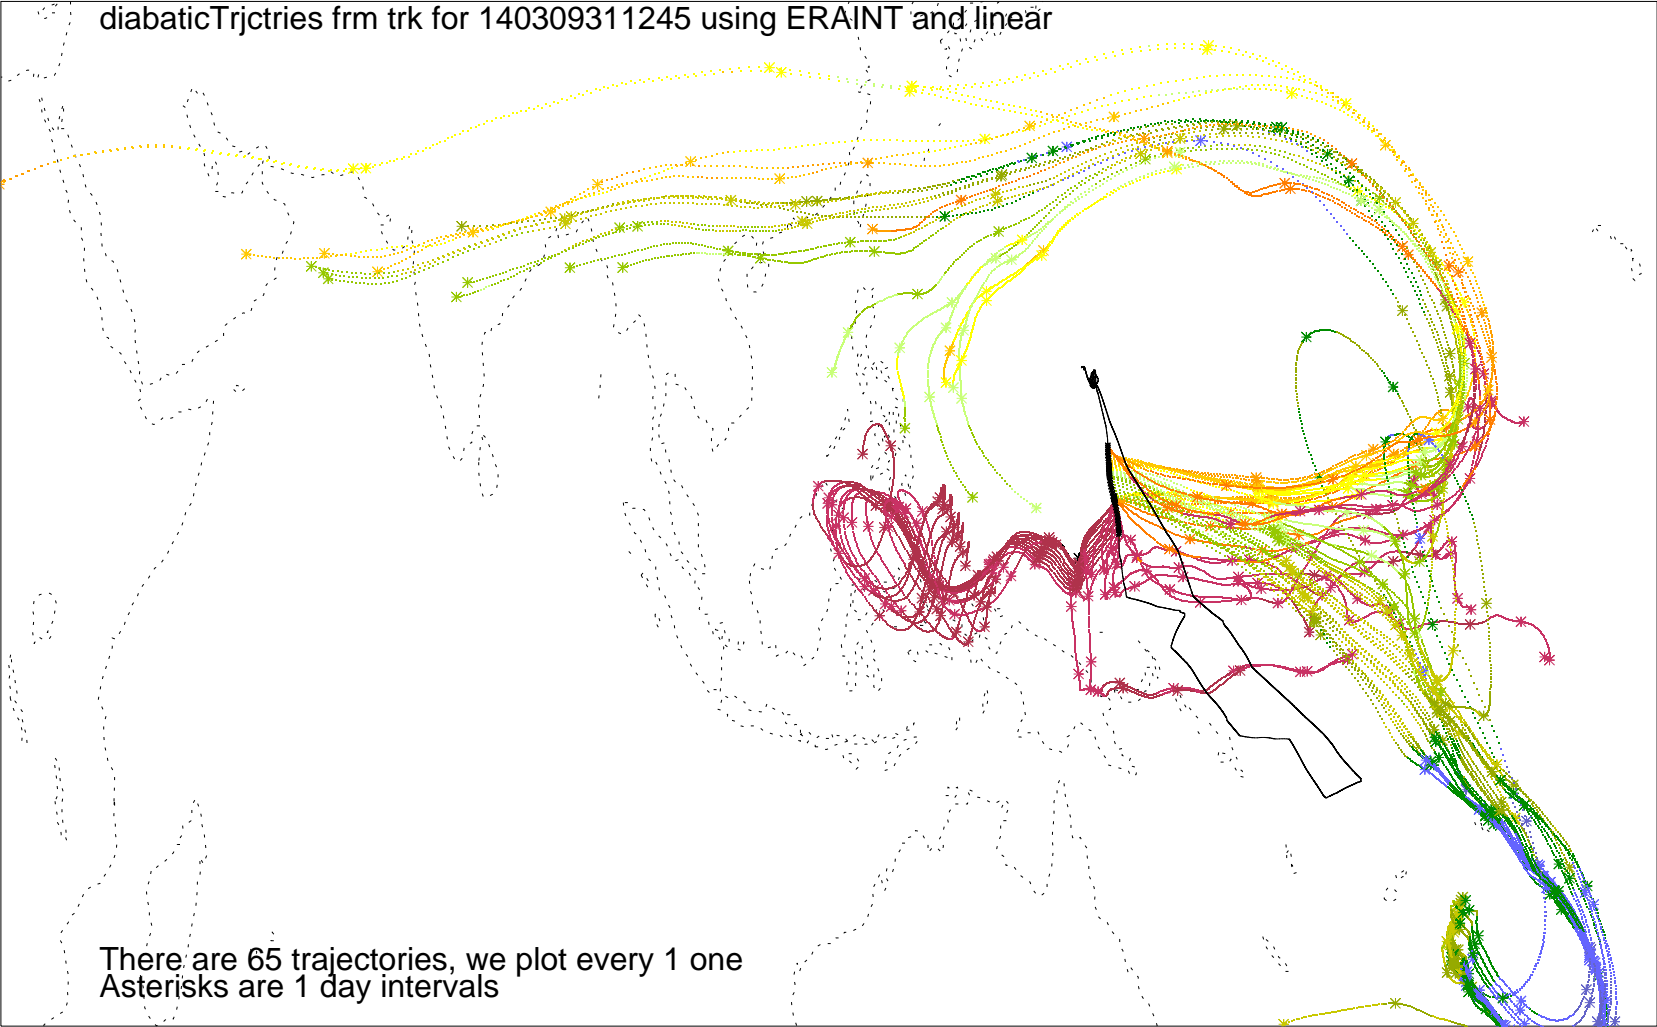 diabaticTrjctries frm trk for 140309311245 using ERAINT and linear
There are 65 trajectories, we plot every 1 one
Asterisks are 1 day intervals